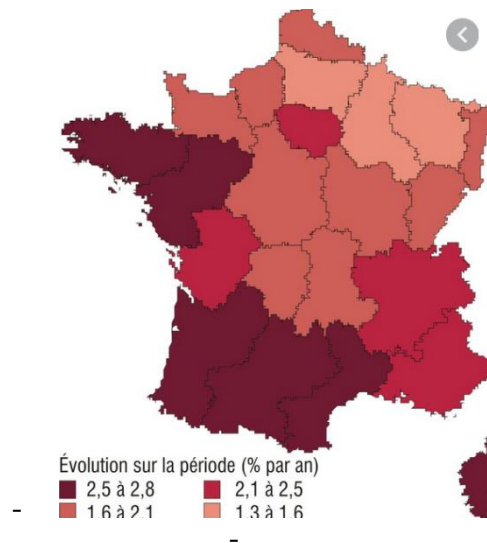 Évolution sur la période (% par an)
2,5 à 2,8 2,1 à 2,5
1,6 à 2,1 1,3 à 1,6